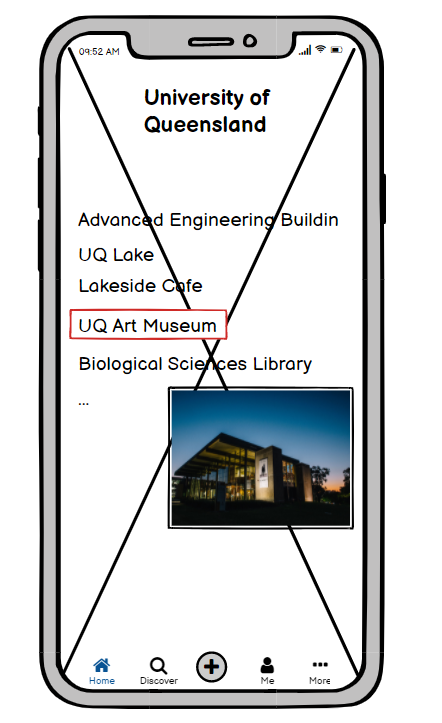 09:52 AM
University of
Queensland
Advanced Engineering Buildin
UQ Lake
Lakeside Cafe
UQ Art Museum
Biological Sciences Library
...
Home Discover Me More